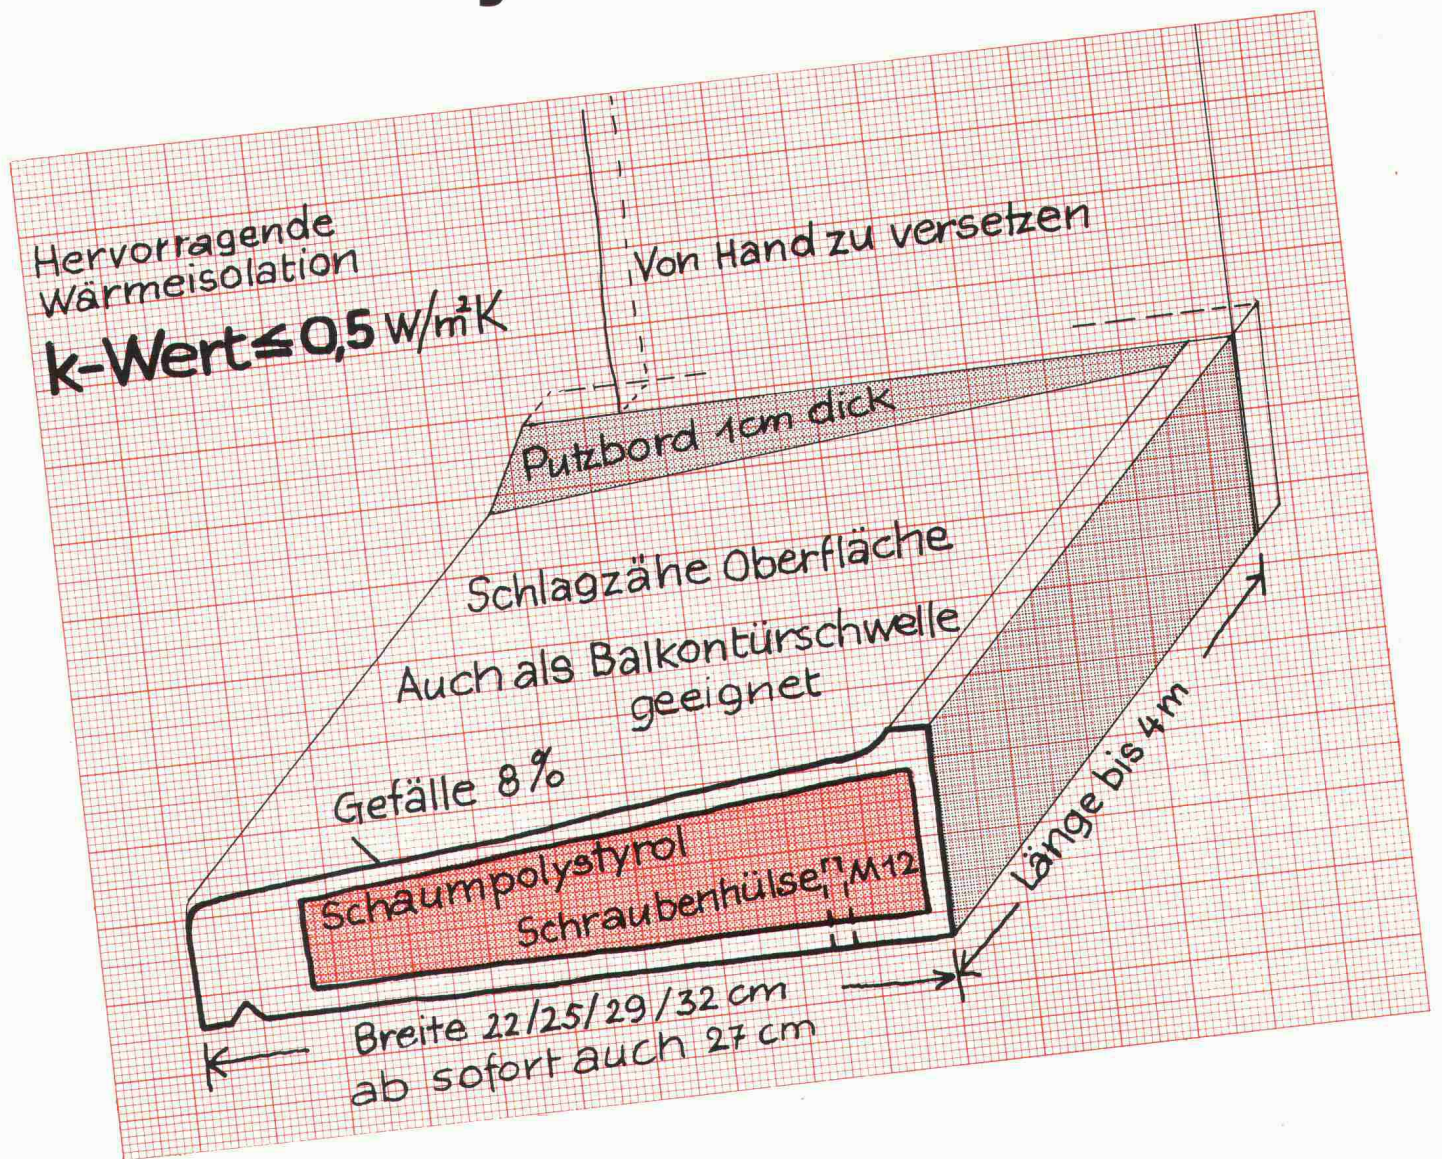 Hervorragende
Wärmeisolation
k-Wert≤0,5 W/m²K
Von Hand zu versetzen
Putzbord 1cm dick
Schlagzähe Oberfläche
Auch als Balkontürschwelle
geeignet
Gefälle 8%
Schaumpolystyrol
Schraubenhülse M12
Länge bis 4m
Breite 22/25/29/32 cm
ab sofort auch 27 cm